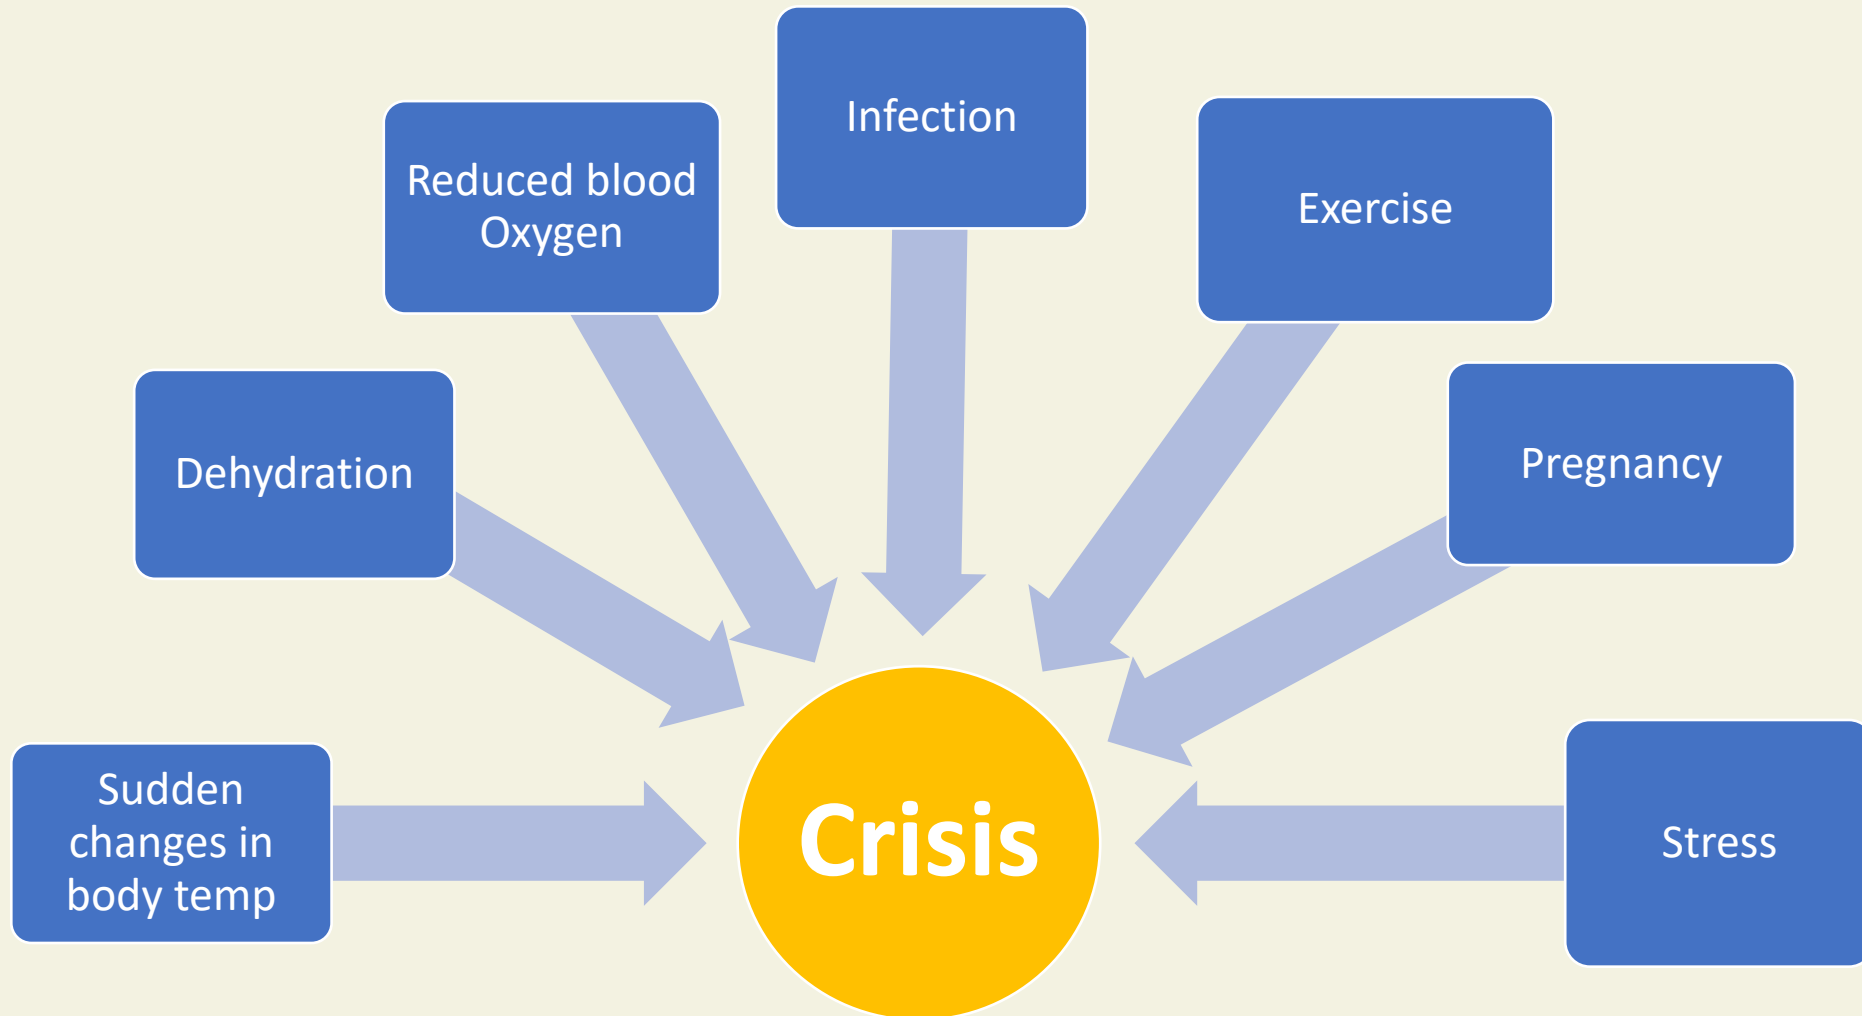 Infection
Reduced blood
Oxygen
Exercise
Dehydration
Pregnancy
Sudden
changes in
body temp
Crisis
Stress